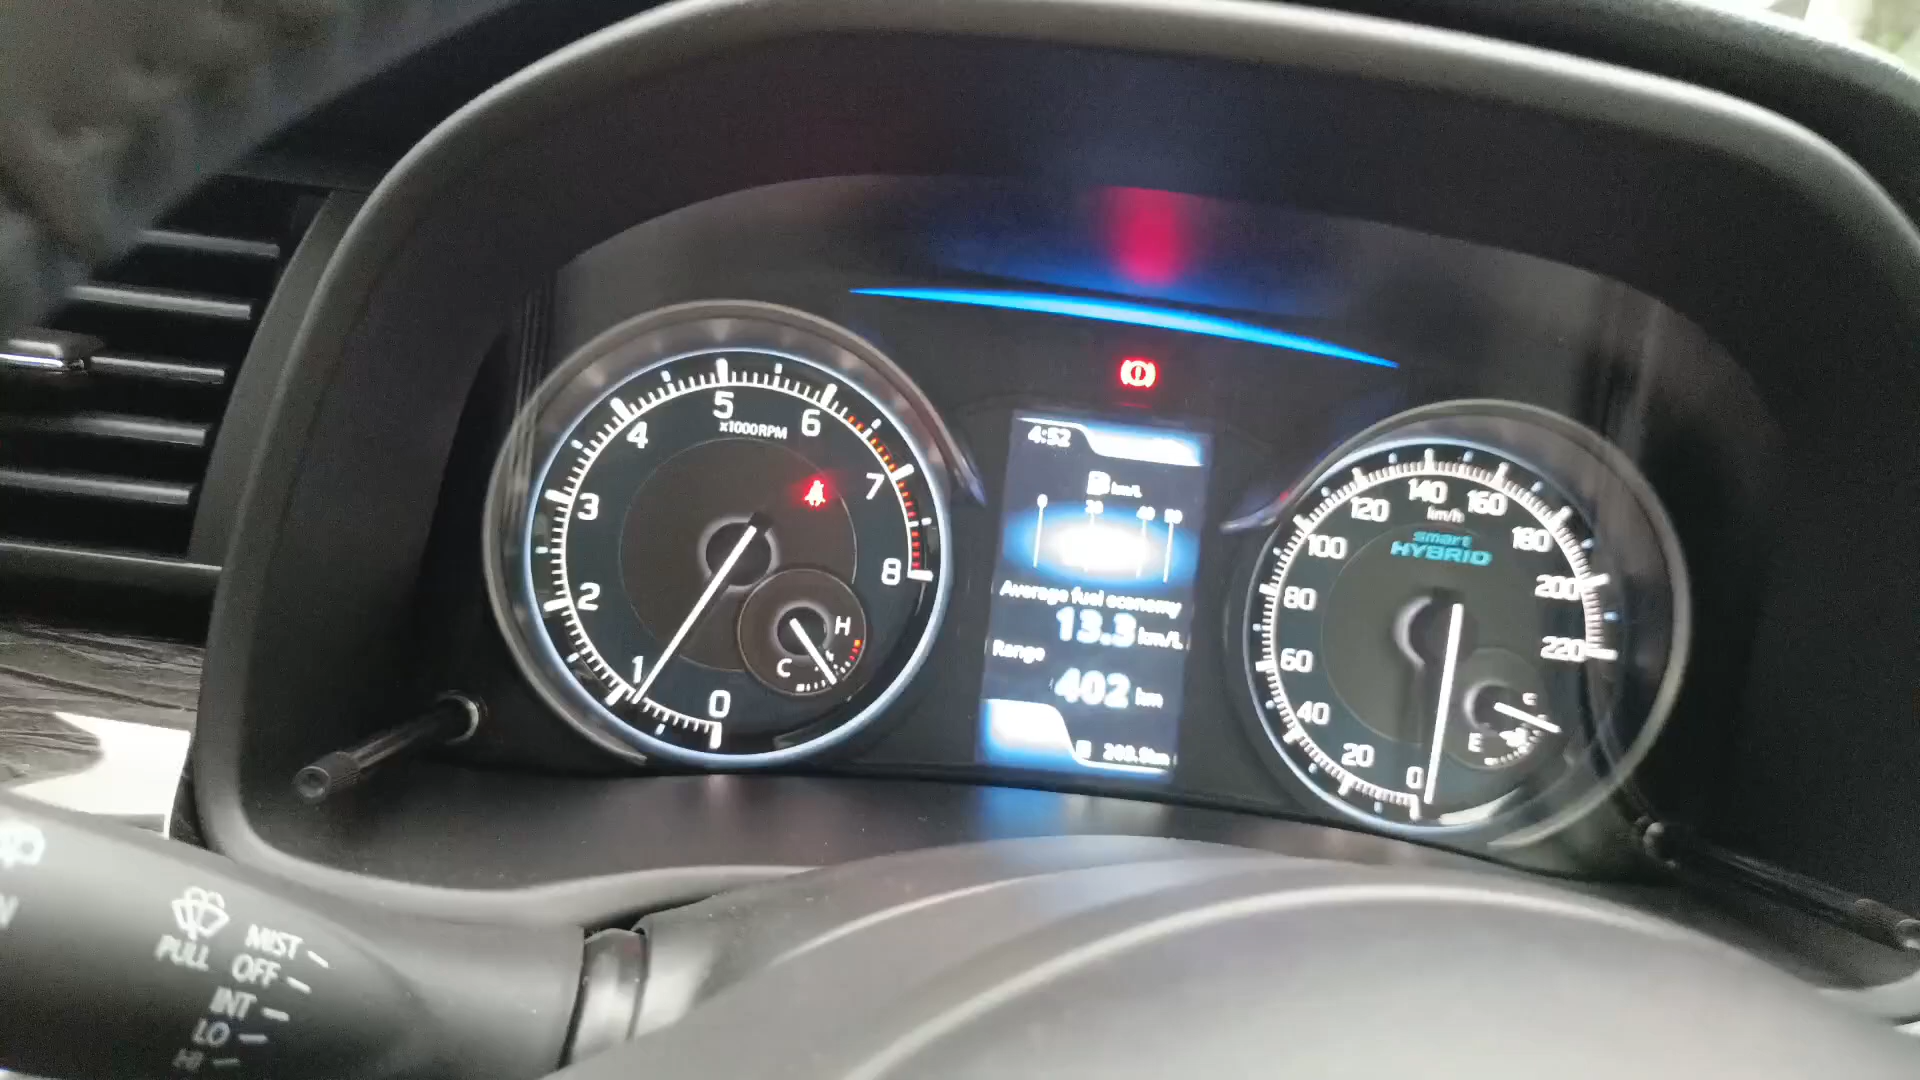 5
4
6
x1000RPM
3
7
2
8
1
0
H
C
4:52
km/L
0
Average fuel economy
13.3 km/L
Range
402 km
140
120
160
km/h
100
180
smart
HYBRID
80
200
60
220
40
20
0
E
MIST
PULL OFF
INT
LO
HI